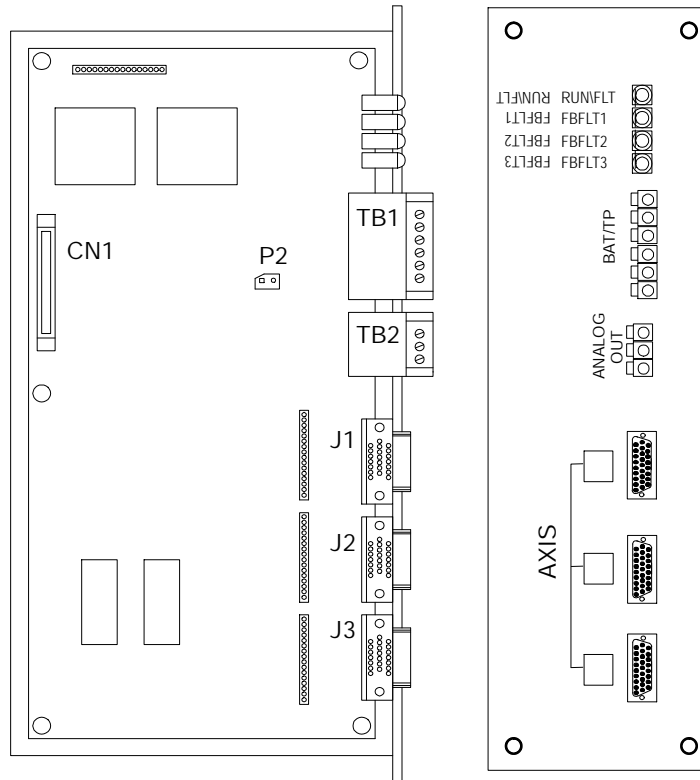 TB1
CN1
P2
TB2
J1
J2
J3
RUN\FLT RUN\FLT
FBFLT1 FBFLT1
FBFLT2 FBFLT2
FBFLT3 FBFLT3
BAT/TP
ANALOG
OUT
AXIS